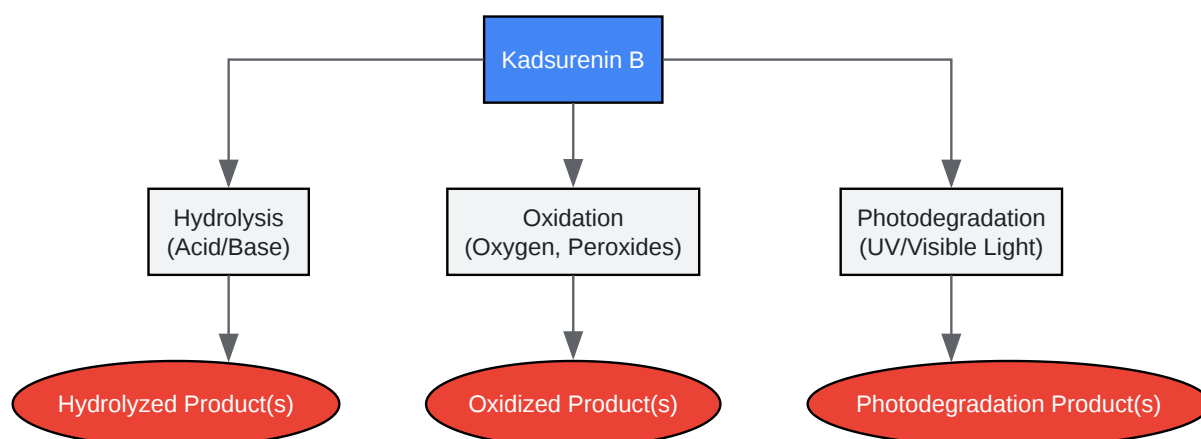 Kadsurenin B
Hydrolysis
(Acid/Base)
Oxidation
(Oxygen, Peroxides)
Photodegradation
(UV/Visible Light)
Hydrolyzed Product(s)
Oxidized Product(s)
Photodegradation Product(s)